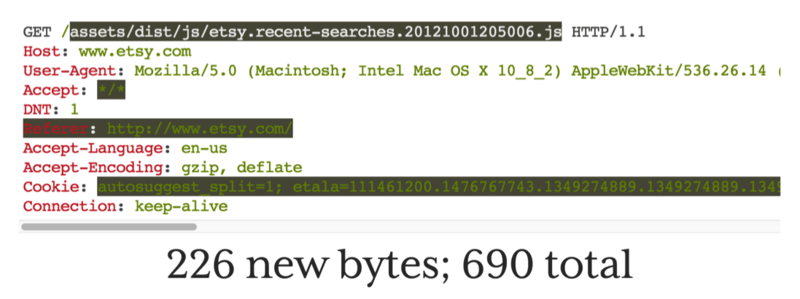 GET /assets/dist/js/etsy.recent-searches.20121001205006.js HTTP/1.1
Host: www.etsy.com
User-Agent: Mozilla/5.0 (Macintosh; Intel Mac OS X 10_8_2) AppleWebKit/536.26.14 (
Accept: */*
DNT: 1
Referer: http://www.etsy.com/
Accept-Language: en-us
Accept-Encoding: gzip, deflate
Cookie: autosuggest_split=1; etala=111461200.1476767743.1349274889.1349274889.1349
Connection: keep-alive
226 new bytes; 690 total